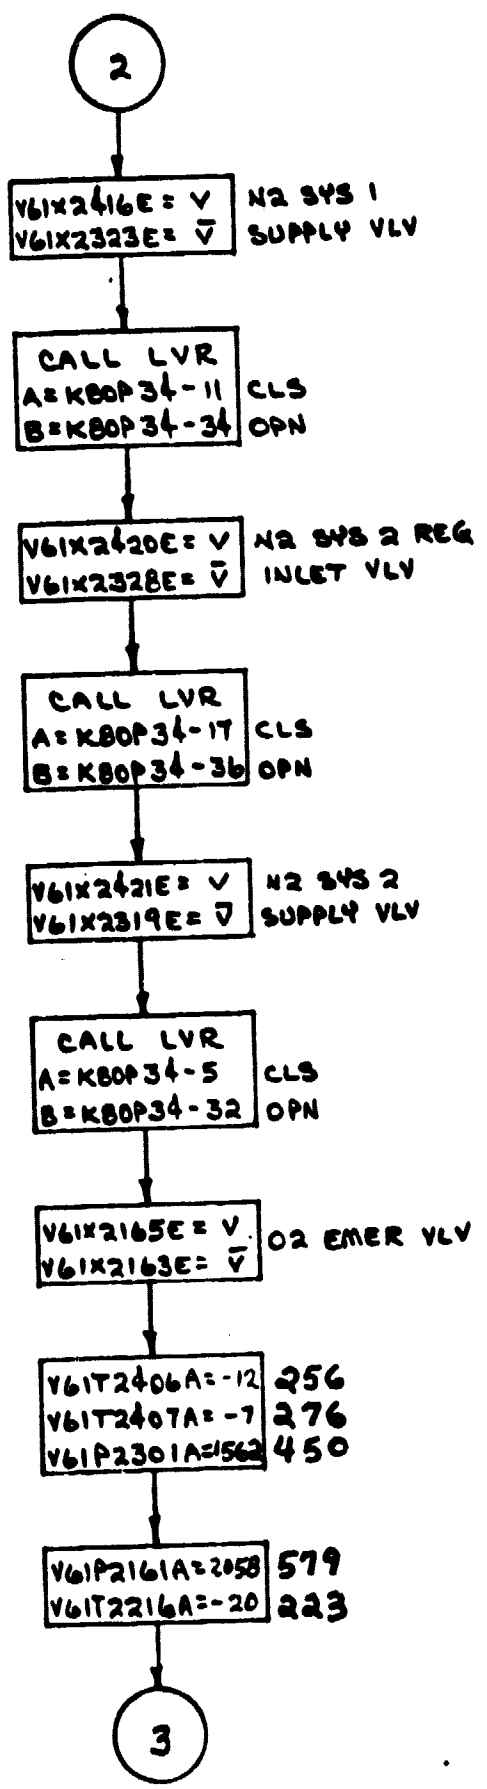 2
V61X2416E = V N2 SYS 1
V61X2323E = V̅ SUPPLY VLV
CALL LVR
A = K80P34-11 CLS
B = K80P34-34 OPN
V61X2420E = V N2 SYS 2 REG
V61X2328E = V̅ INLET VLV
CALL LVR
A = K80P34-17 CLS
B = K80P34-36 OPN
V61X2421E = V N2 SYS 2
V61X2319E = V̅ SUPPLY VLV
CALL LVR
A = K80P34-5 CLS
B = K80P34-32 OPN
V61X2165E = V O2 EMER VLV
V61X2163E = V̅
V61T2406A = -12 256
V61T2407A = -7 276
V61P2301A = 1562 450
V61P2161A = 2058 579
V61T2216A = -20 223
3